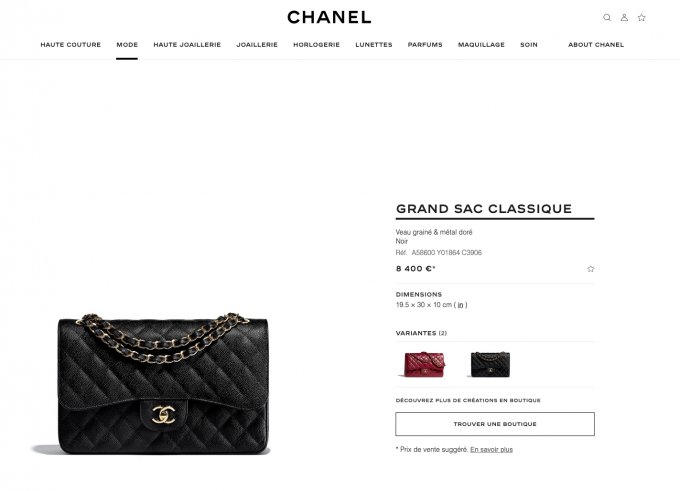 CHANEL
HAUTE COUTURE MODE HAUTE JOAILLERIE JOAILLERIE HORLOGERIE LUNETTES PARFUMS MAQUILLAGE SOIN ABOUT CHANEL
GRAND SAC CLASSIQUE
Veau grainé & métal doré
Noir
Réf. A58600 Y01864 C3906
8 400 €*
DIMENSIONS
19.5 × 30 × 10 cm ( in )
VARIANTES (2)
DÉCOUVREZ PLUS DE CRÉATIONS EN BOUTIQUE
TROUVER UNE BOUTIQUE
* Prix de vente suggéré. En savoir plus